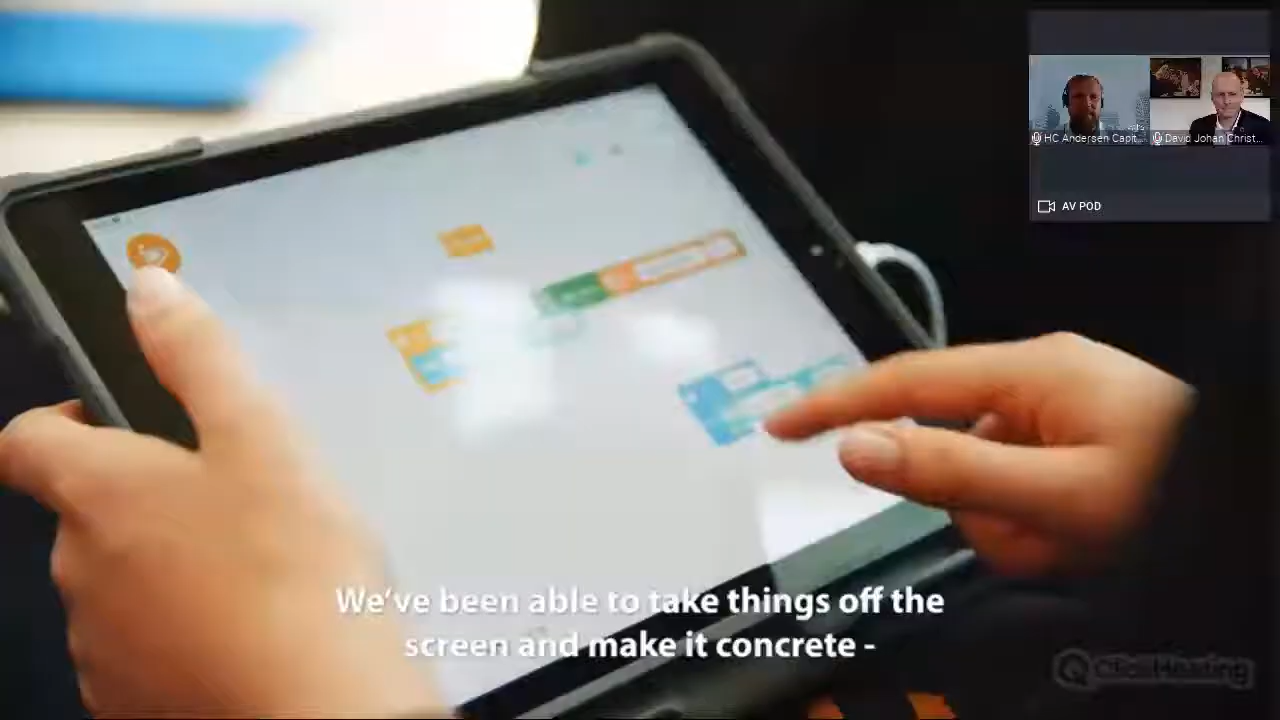 HC Andersen Capit...
David Johan Christ...
AV POD
We've been able to take things off the
screen and make it concrete -